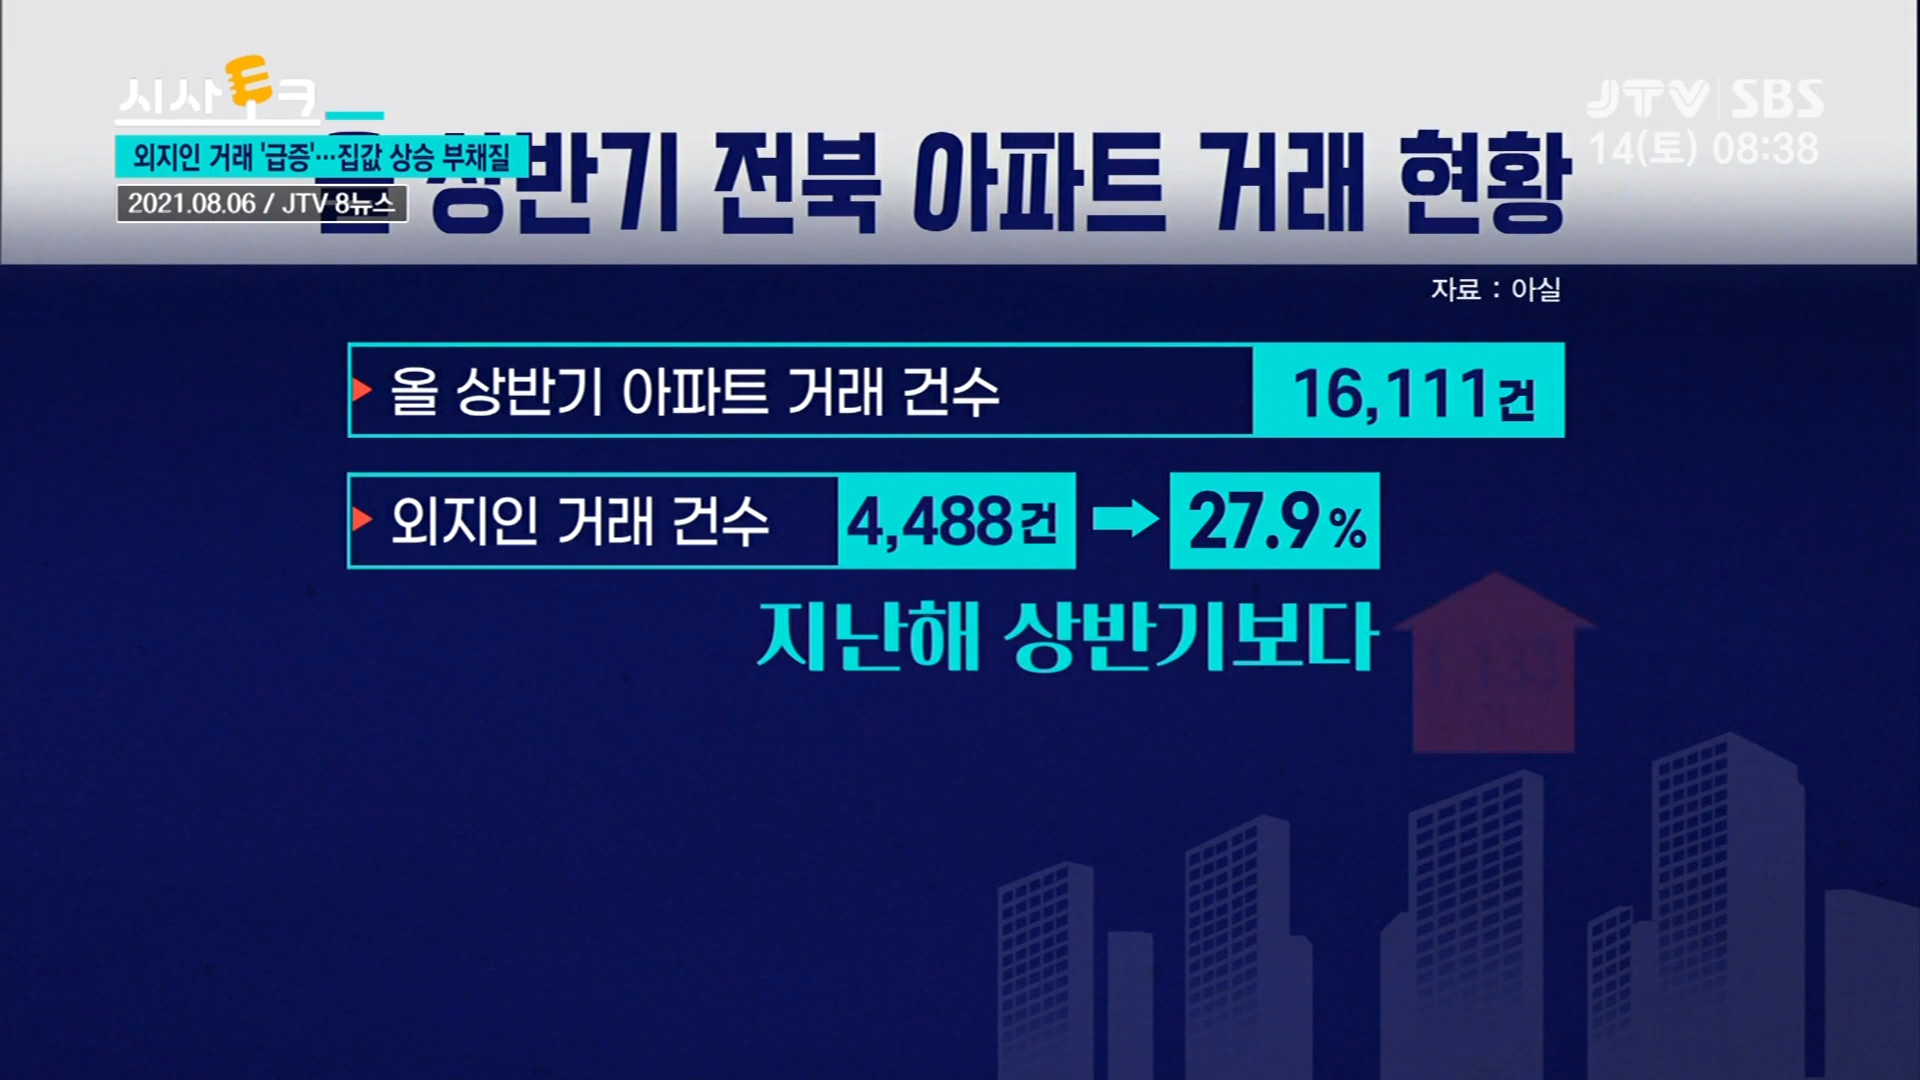 시사토크
JTV SBS
14(토) 08:38
외지인 거래 '급증'…집값 상승 부채질
2021.08.06 / JTV 8뉴스
올 상반기 전북 아파트 거래 현황
자료 : 아실
올 상반기 아파트 거래 건수 16,111건
외지인 거래 건수 4,488건 27.9%
지난해 상반기보다
1,133
건